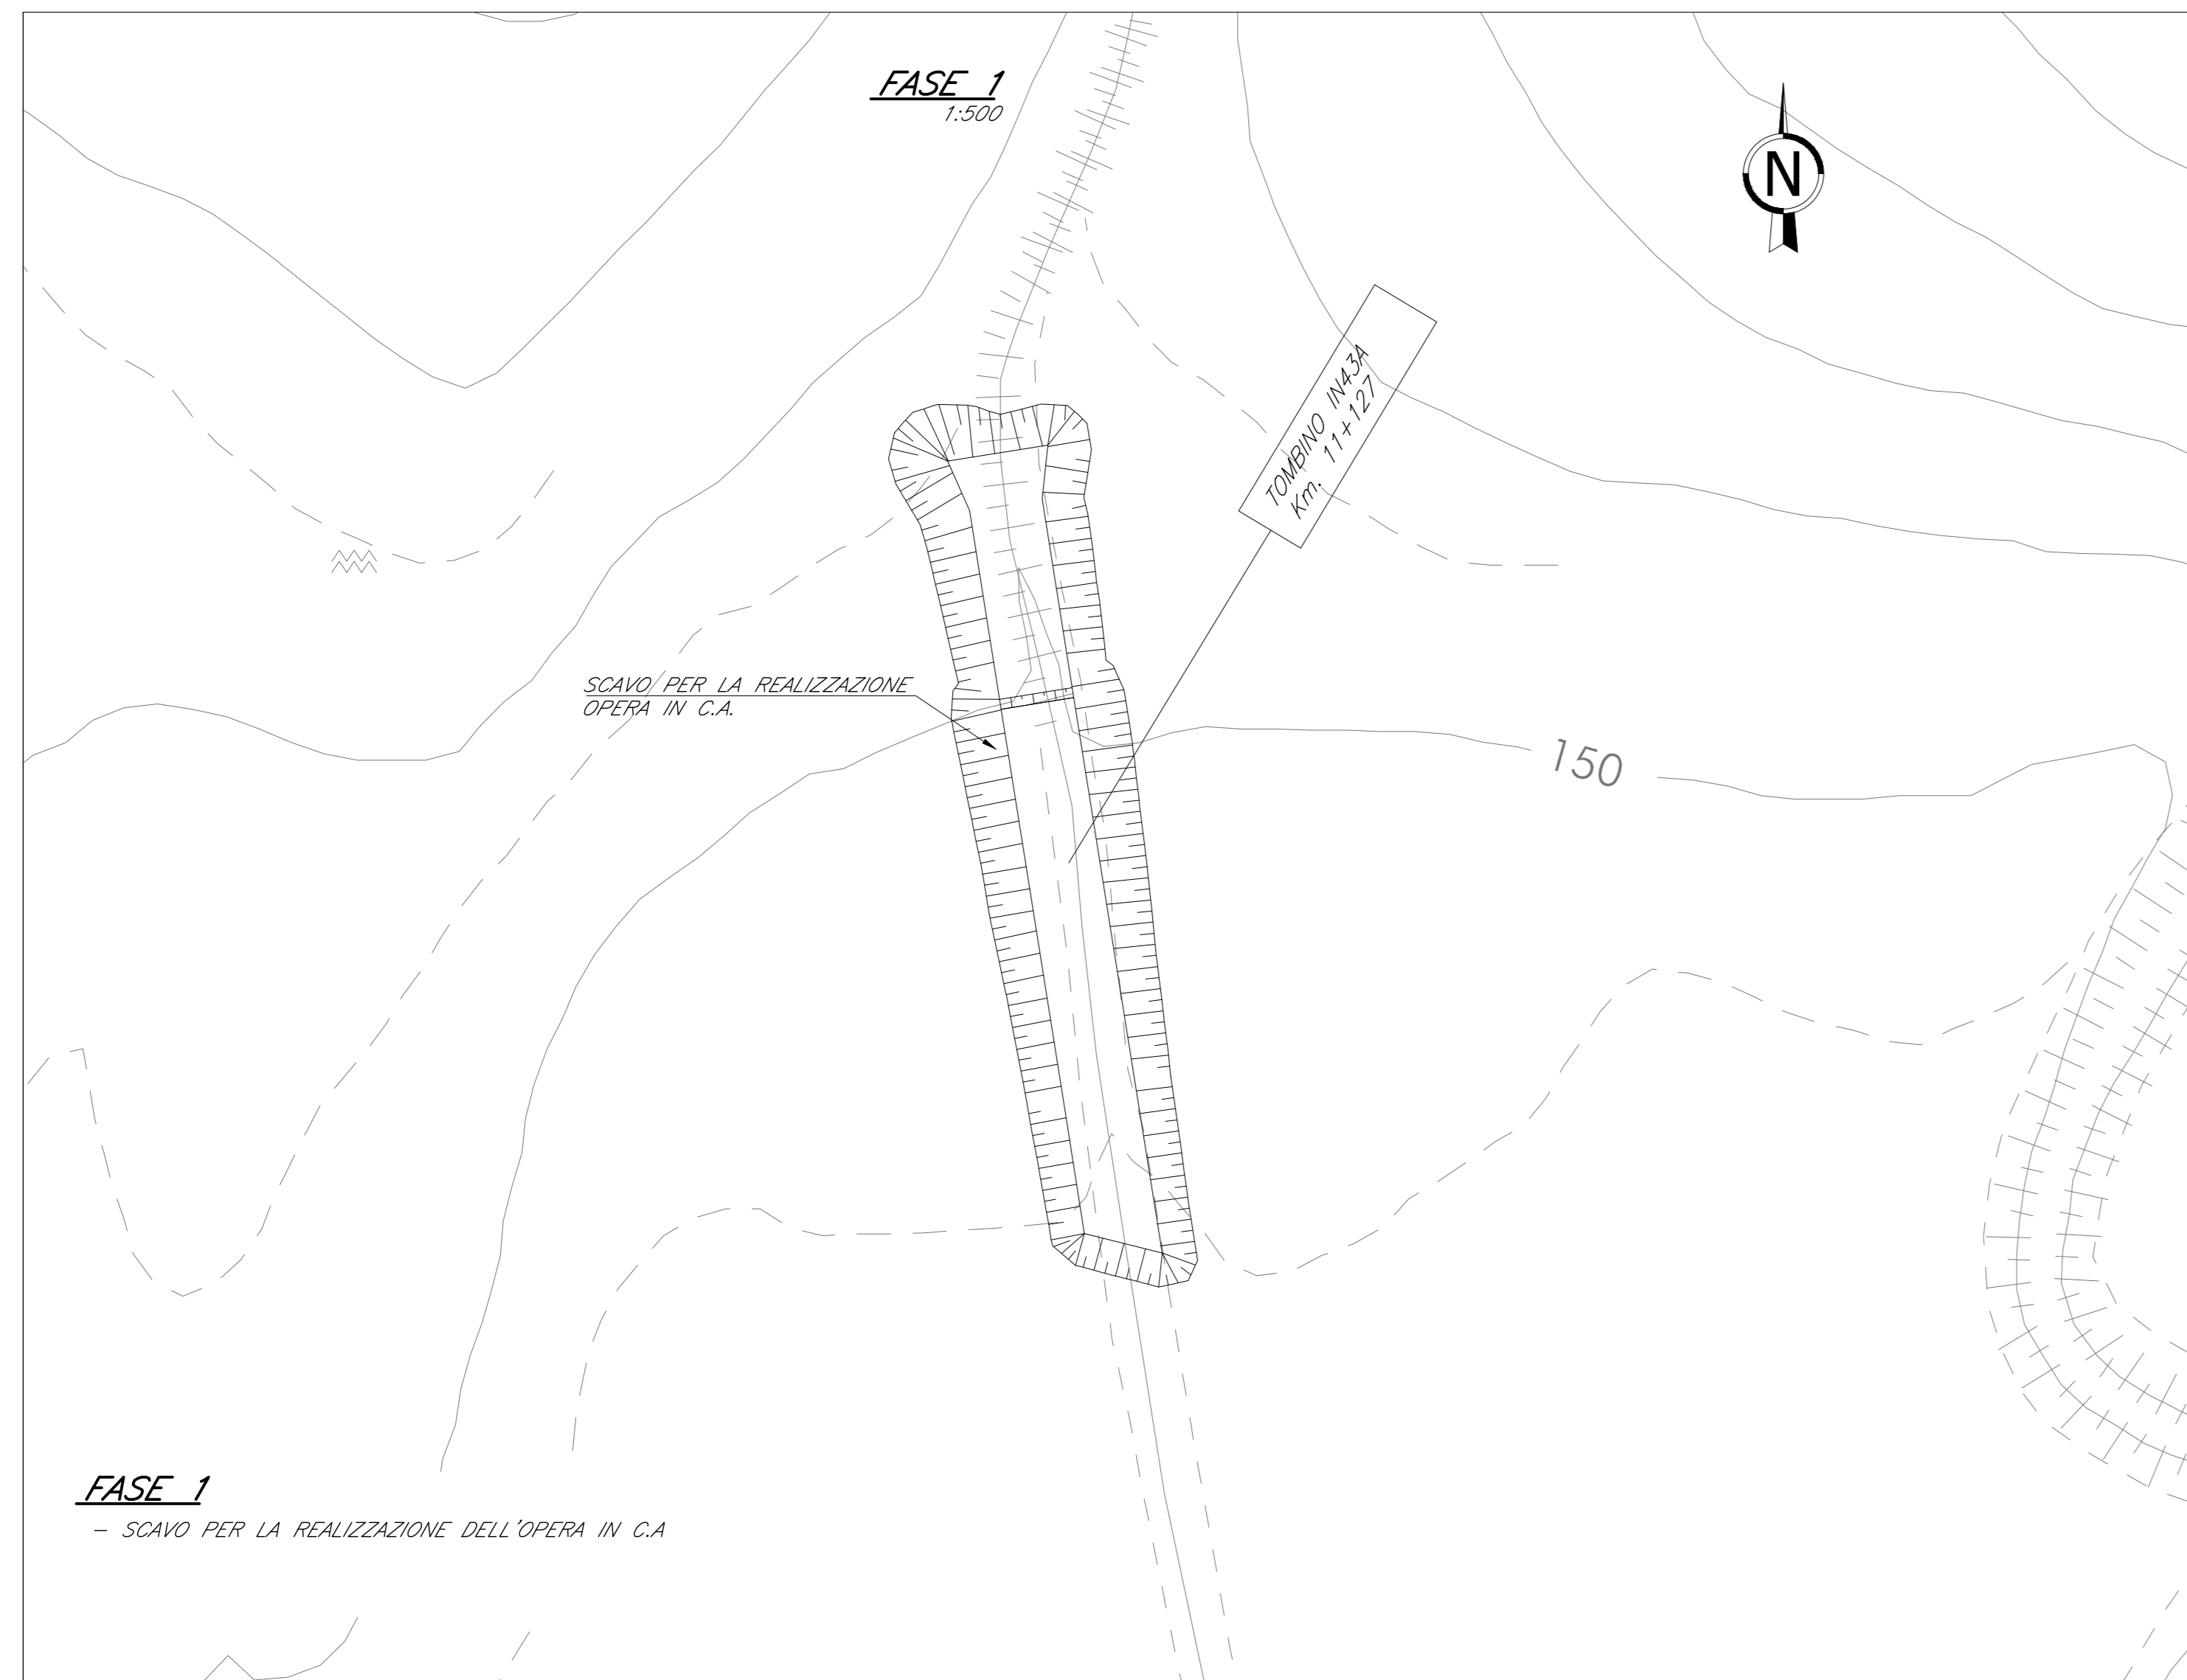 FASE 1
1:500
N
TOMBINO IN43A
Km. 11+127
SCAVO PER LA REALIZZAZIONE
OPERA IN C.A.
150
FASE 1
– SCAVO PER LA REALIZZAZIONE DELL'OPERA IN C.A